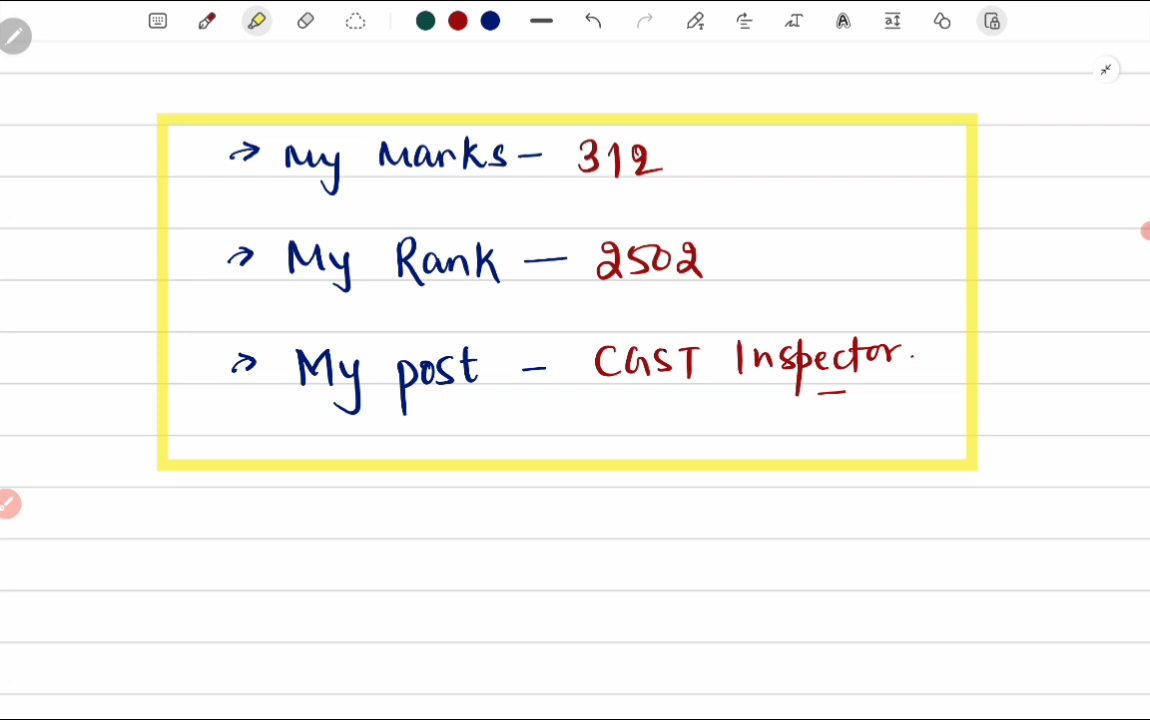 → My Marks - 312
→ My Rank - 2502
→ My post - CGST Inspector.